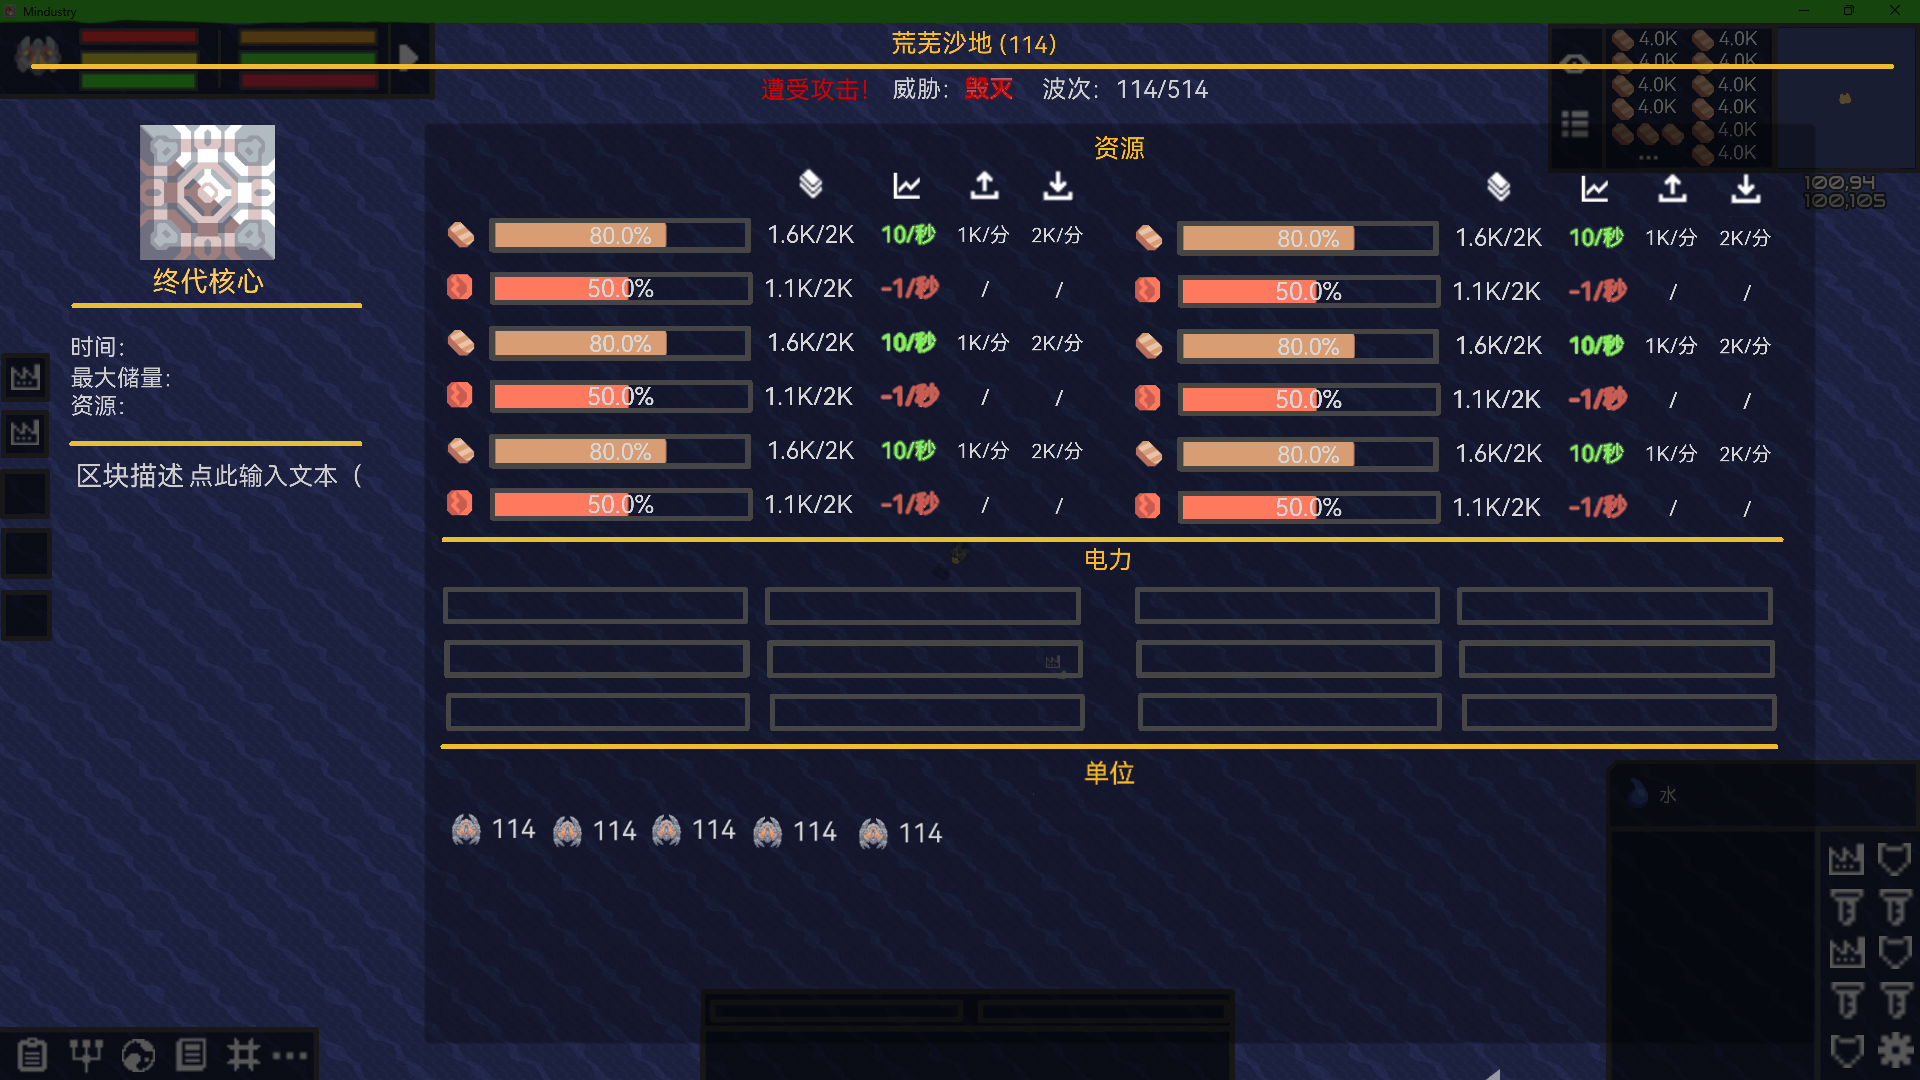 Mindustry
荒芜沙地(114)
遭受攻击! 威胁: 毁灭 波次: 114/514
4.0K 4.0K
4.0K 4.0K
4.0K 4.0K
4.0K 4.0K
4.0K
... 4.0K
100,94
100,105
终代核心
时间:
最大储量:
资源:
区块描述 点此输入文本（
资源
80.0% 1.6K/2K 10/秒 1K/分 2K/分 80.0% 1.6K/2K 10/秒 1K/分 2K/分
50.0% 1.1K/2K -1/秒 / / 50.0% 1.1K/2K -1/秒 / /
80.0% 1.6K/2K 10/秒 1K/分 2K/分 80.0% 1.6K/2K 10/秒 1K/分 2K/分
50.0% 1.1K/2K -1/秒 / / 50.0% 1.1K/2K -1/秒 / /
80.0% 1.6K/2K 10/秒 1K/分 2K/分 80.0% 1.6K/2K 10/秒 1K/分 2K/分
50.0% 1.1K/2K -1/秒 / / 50.0% 1.1K/2K -1/秒 / /
电力
单位
114 114 114 114 114
水